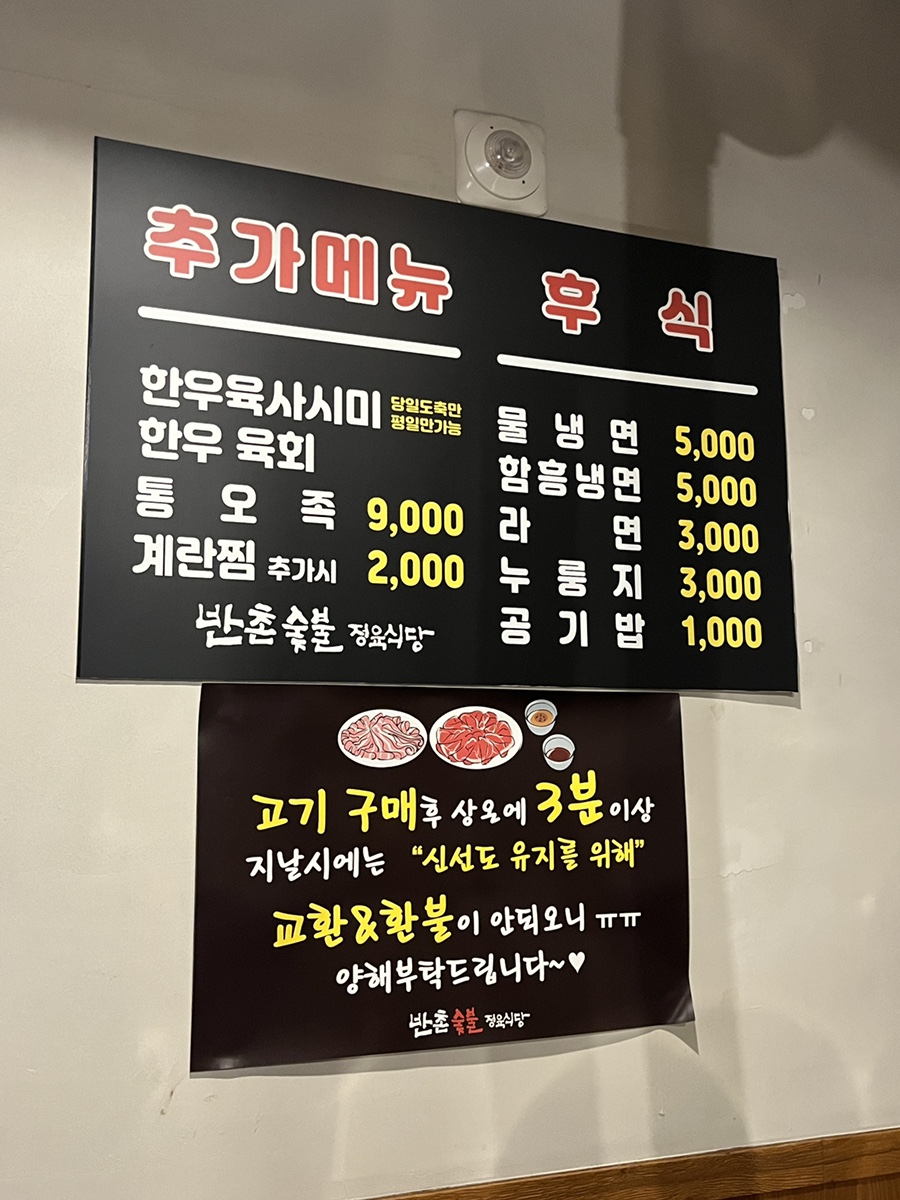 추가메뉴
한우육사시미 당일도축만
평일만가능
한우 육회
통 오 족 9,000
계란찜 추가시 2,000
반촌숯불 정육식당
후 식
물 냉 면 5,000
함흥냉면 5,000
라 면 3,000
누 룽 지 3,000
공 기 밥 1,000
고기 구매후 상온에 3분이상
지날시에는 "신선도 유지를 위해"
교환&환불이 안되오니 ㅠㅠ
양해부탁드립니다~♥
반촌숯불 정육식당